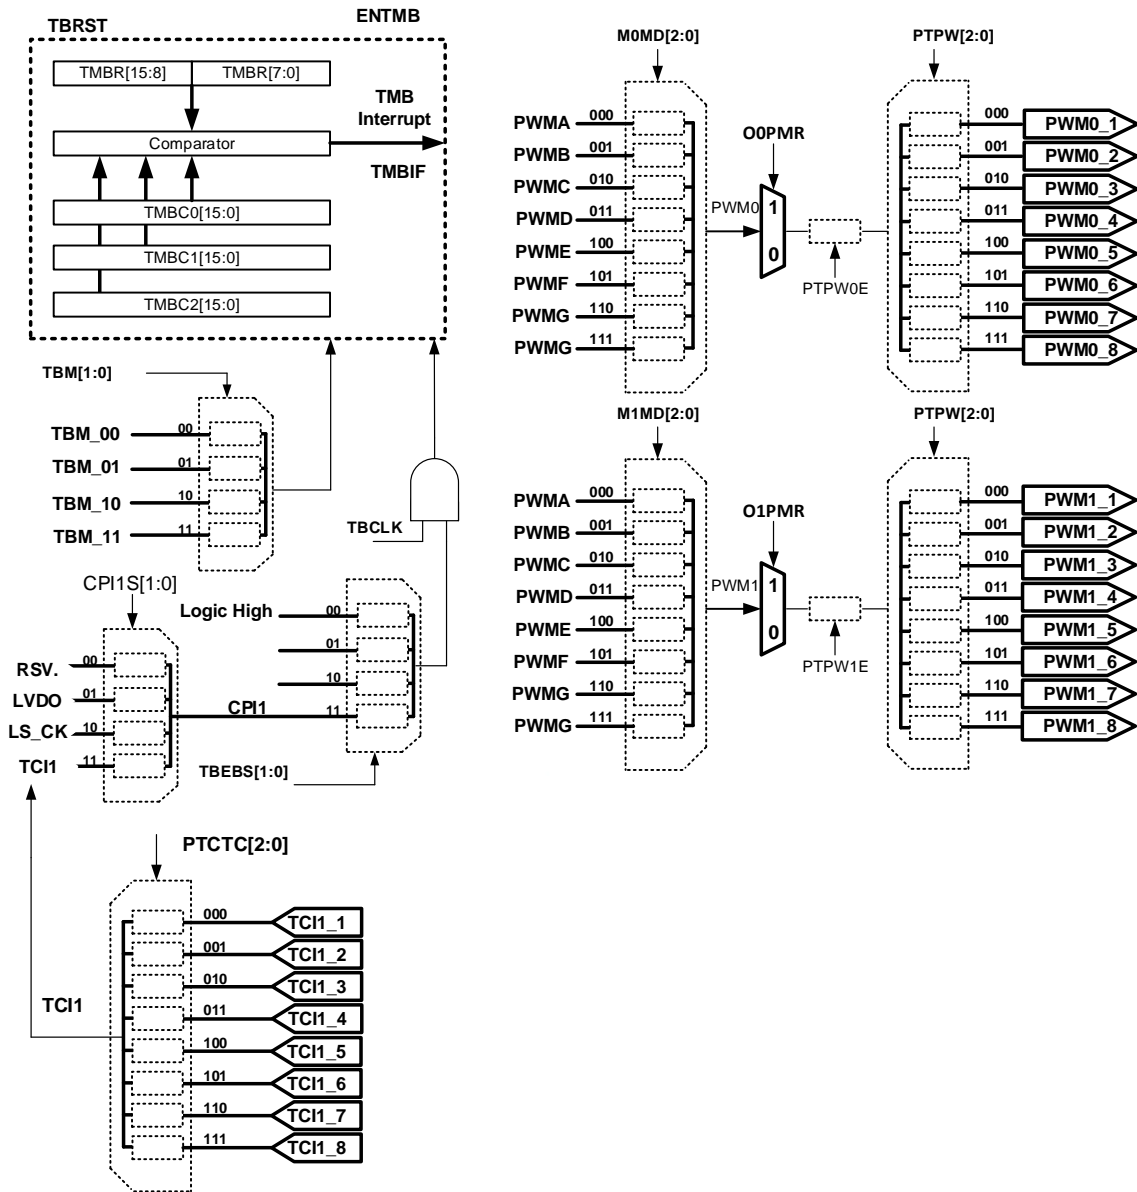 TBRST
ENTMB
TMBR[15:8]
TMBR[7:0]
TMB
Interrupt
Comparator
TMBIF
TMBC0[15:0]
TMBC1[15:0]
TMBC2[15:0]
TBM[1:0]
TBM_00
00
TBM_01
01
TBM_10
10
TBM_11
11
TBCLK
CPI1S[1:0]
RSV.
00
LVDO
01
LS_CK
10
TCI1
11
Logic High
00
01
10
CPI1
11
TBEBS[1:0]
PTCTC[2:0]
TCI1
000
TCI1_1
001
TCI1_2
010
TCI1_3
011
TCI1_4
100
TCI1_5
101
TCI1_6
110
TCI1_7
111
TCI1_8
M0MD[2:0]
PWMA
000
PWMB
001
PWMC
010
PWMD
011
PWME
100
PWMF
101
PWMG
110
PWMG
111
O0PMR
PWM0
1
0
PTPW0E
PTPW[2:0]
000
PWM0_1
001
PWM0_2
010
PWM0_3
011
PWM0_4
100
PWM0_5
101
PWM0_6
110
PWM0_7
111
PWM0_8
M1MD[2:0]
PWMA
000
PWMB
001
PWMC
010
PWMD
011
PWME
100
PWMF
101
PWMG
110
PWMG
111
O1PMR
PWM1
1
0
PTPW1E
PTPW[2:0]
000
PWM1_1
001
PWM1_2
010
PWM1_3
011
PWM1_4
100
PWM1_5
101
PWM1_6
110
PWM1_7
111
PWM1_8